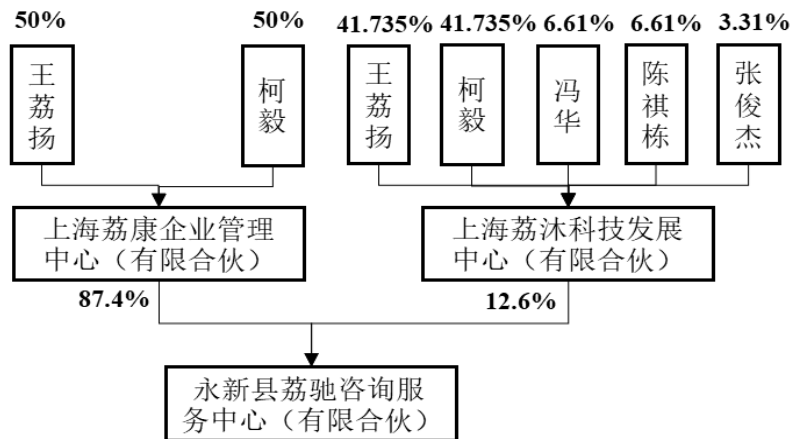 50%
50%
41.735%
41.735%
6.61%
6.61%
3.31%
王荔扬
柯毅
王荔扬
柯毅
冯华
陈祺栋
张俊杰
上海荔康企业管理
中心（有限合伙）
上海荔沐科技发展
中心（有限合伙）
87.4%
12.6%
永新县荔驰咨询服
务中心（有限合伙）